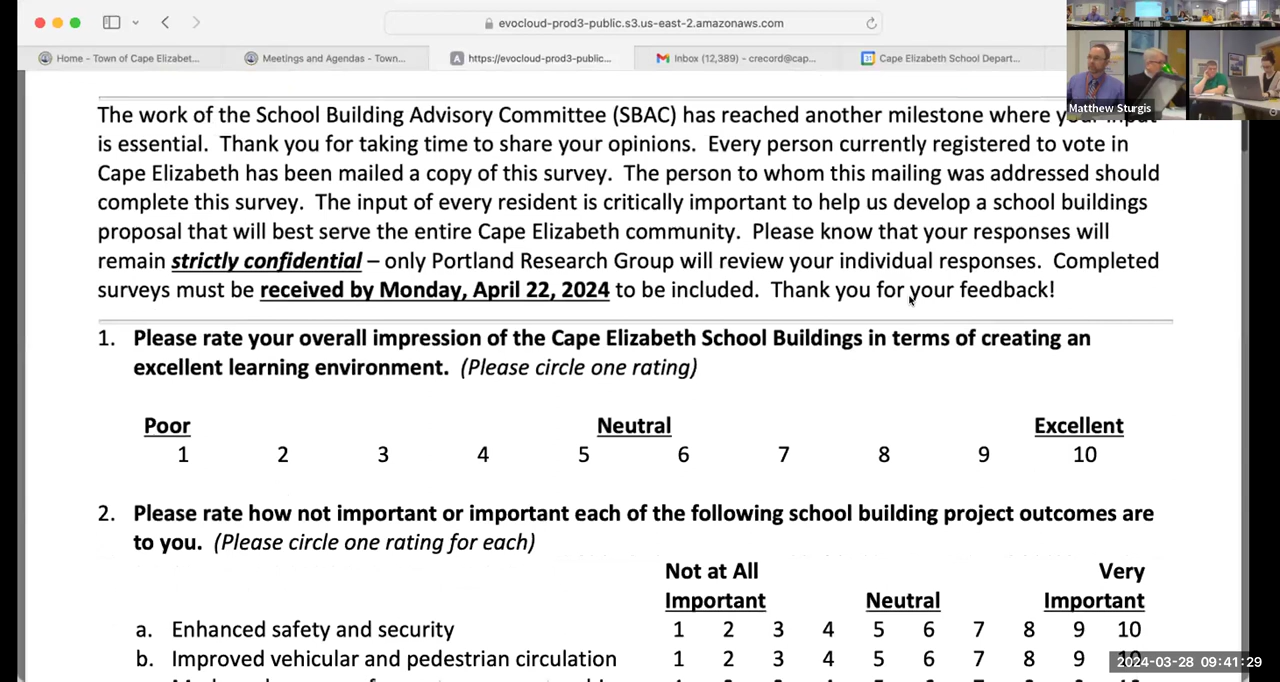 evocloud-prod3-public.s3.us-east-2.amazonaws.com
Home - Town of Cape Elizabet...
Meetings and Agendas - Town...
https://evocloud-prod3-public...
Inbox (12,389) - crecord@cap...
Cape Elizabeth School Depart...
Matthew Sturgis
The work of the School Building Advisory Committee (SBAC) has reached another milestone where your input
is essential. Thank you for taking time to share your opinions. Every person currently registered to vote in
Cape Elizabeth has been mailed a copy of this survey. The person to whom this mailing was addressed should
complete this survey. The input of every resident is critically important to help us develop a school buildings
proposal that will best serve the entire Cape Elizabeth community. Please know that your responses will
remain strictly confidential – only Portland Research Group will review your individual responses. Completed
surveys must be received by Monday, April 22, 2024 to be included. Thank you for your feedback!
1. Please rate your overall impression of the Cape Elizabeth School Buildings in terms of creating an
excellent learning environment. (Please circle one rating)
Poor Neutral Excellent
1 2 3 4 5 6 7 8 9 10
2. Please rate how not important or important each of the following school building project outcomes are
to you. (Please circle one rating for each)
Not at All Very
Important Neutral Important
a. Enhanced safety and security 1 2 3 4 5 6 7 8 9 10
b. Improved vehicular and pedestrian circulation 1 2 3 4 5 6 7 8 9 10
2024-03-28 09:41:29